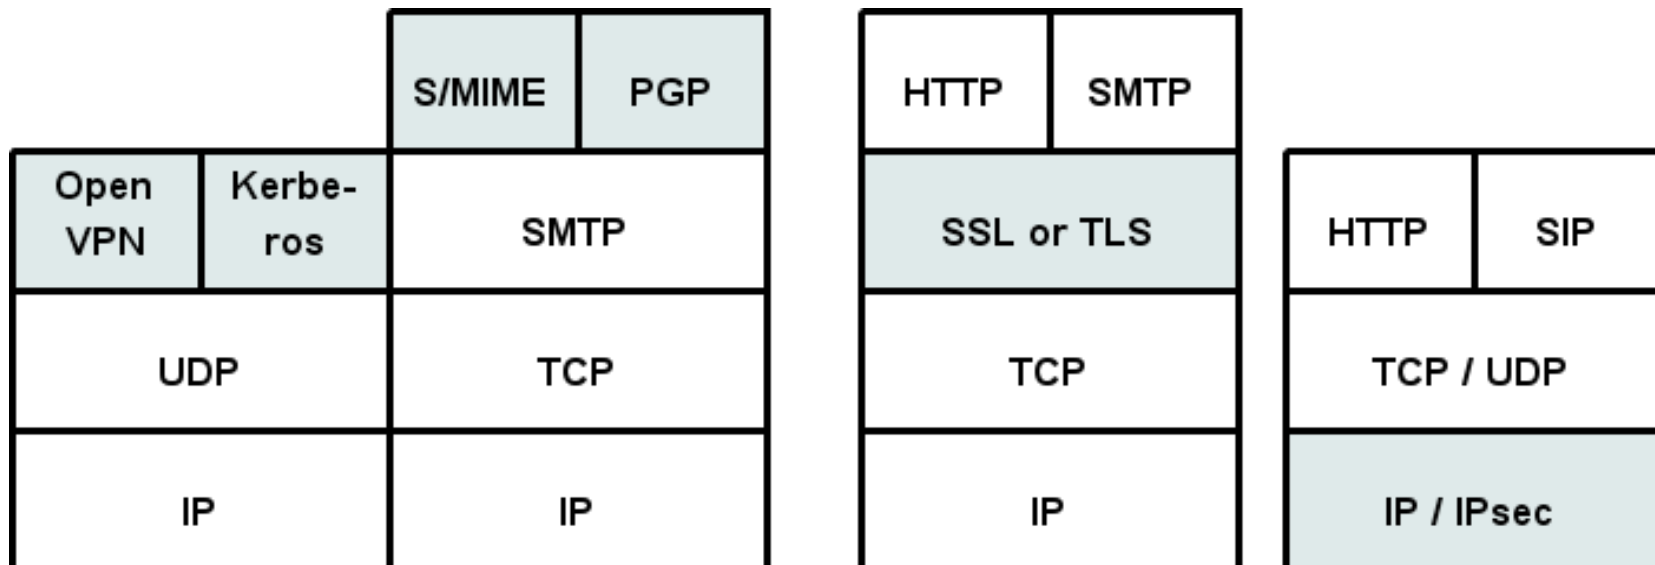 S/MIME PGP HTTP SMTP
Open
VPN
Kerbe-
ros
SMTP SSL or TLS HTTP SIP
UDP TCP TCP TCP / UDP
IP IP IP IP / IPsec